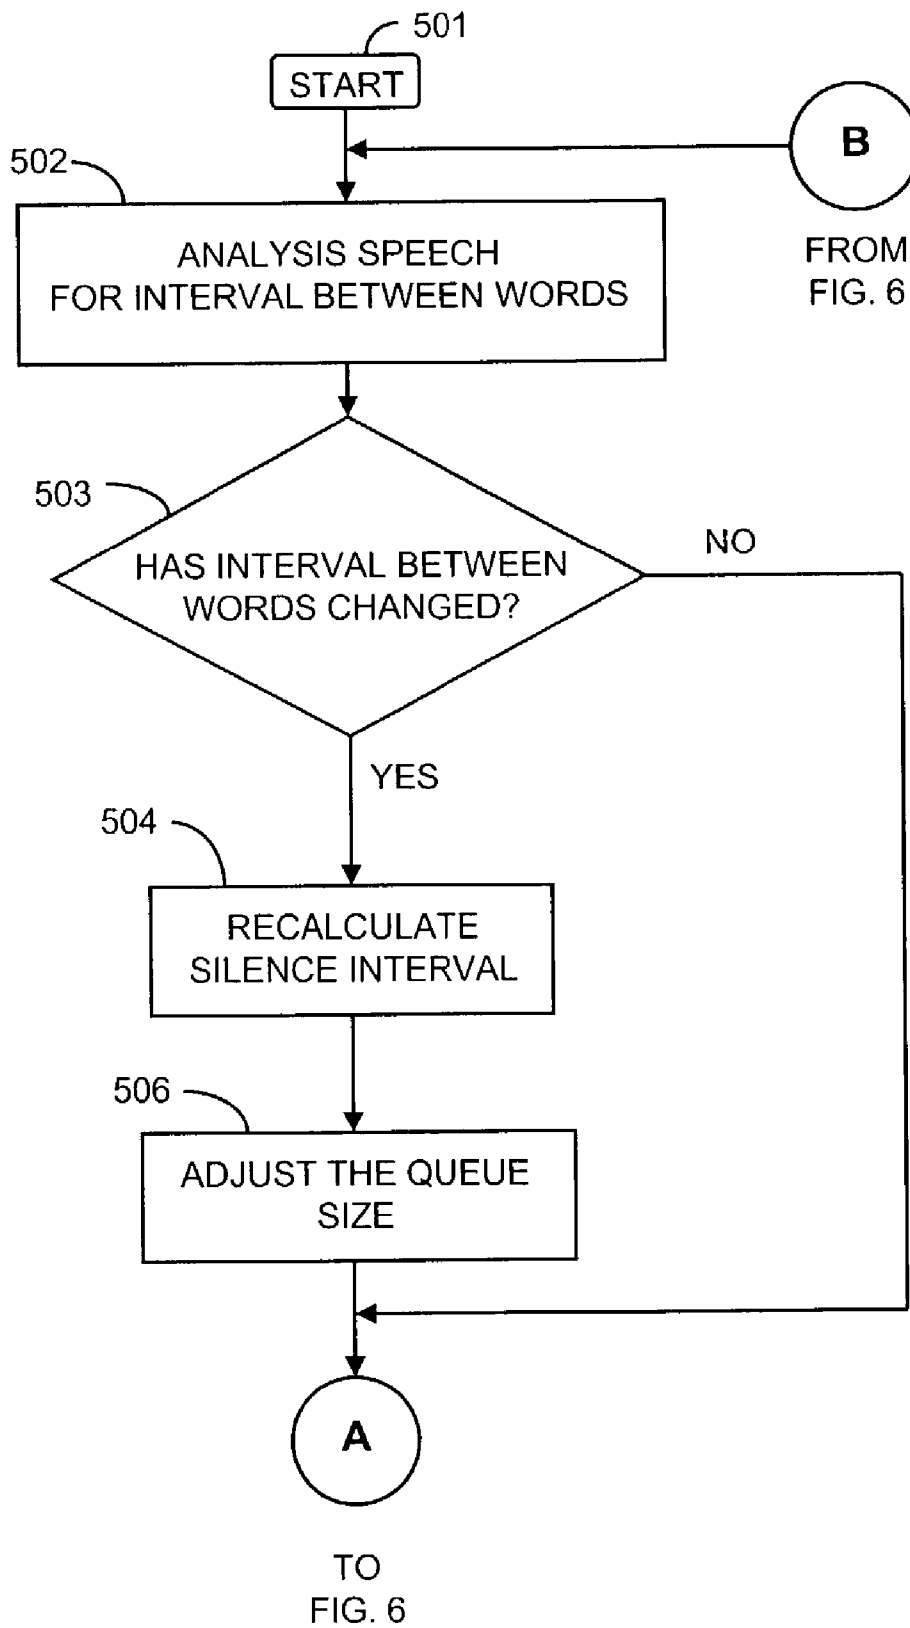 501
START
B
502
FROM
FIG. 6
ANALYSIS SPEECH
FOR INTERVAL BETWEEN WORDS
503
NO
HAS INTERVAL BETWEEN
WORDS CHANGED?
YES
504
RECALCULATE
SILENCE INTERVAL
506
ADJUST THE QUEUE
SIZE
A
TO
FIG. 6